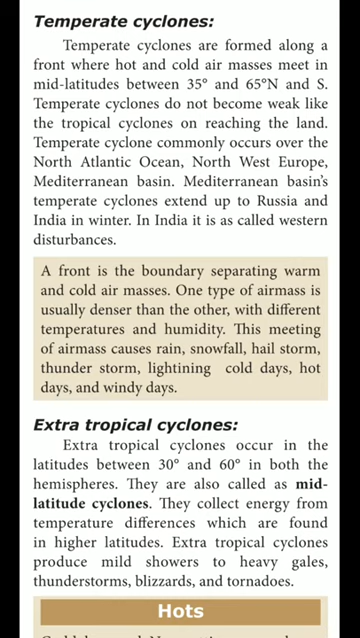 Temperate cyclones:
Temperate cyclones are formed along a
front where hot and cold air masses meet in
mid-latitudes between 35° and 65°N and S.
Temperate cyclones do not become weak like
the tropical cyclones on reaching the land.
Temperate cyclone commonly occurs over the
North Atlantic Ocean, North West Europe,
Mediterranean basin. Mediterranean basin's
temperate cyclones extend up to Russia and
India in winter. In India it is as called western
disturbances.
A front is the boundary separating warm
and cold air masses. One type of airmass is
usually denser than the other, with different
temperatures and humidity. This meeting
of airmass causes rain, snowfall, hail storm,
thunder storm, lightining cold days, hot
days, and windy days.
Extra tropical cyclones:
Extra tropical cyclones occur in the
latitudes between 30° and 60° in both the
hemispheres. They are also called as mid-
latitude cyclones. They collect energy from
temperature differences which are found
in higher latitudes. Extra tropical cyclones
produce mild showers to heavy gales,
thunderstorms, blizzards, and tornadoes.
Hots